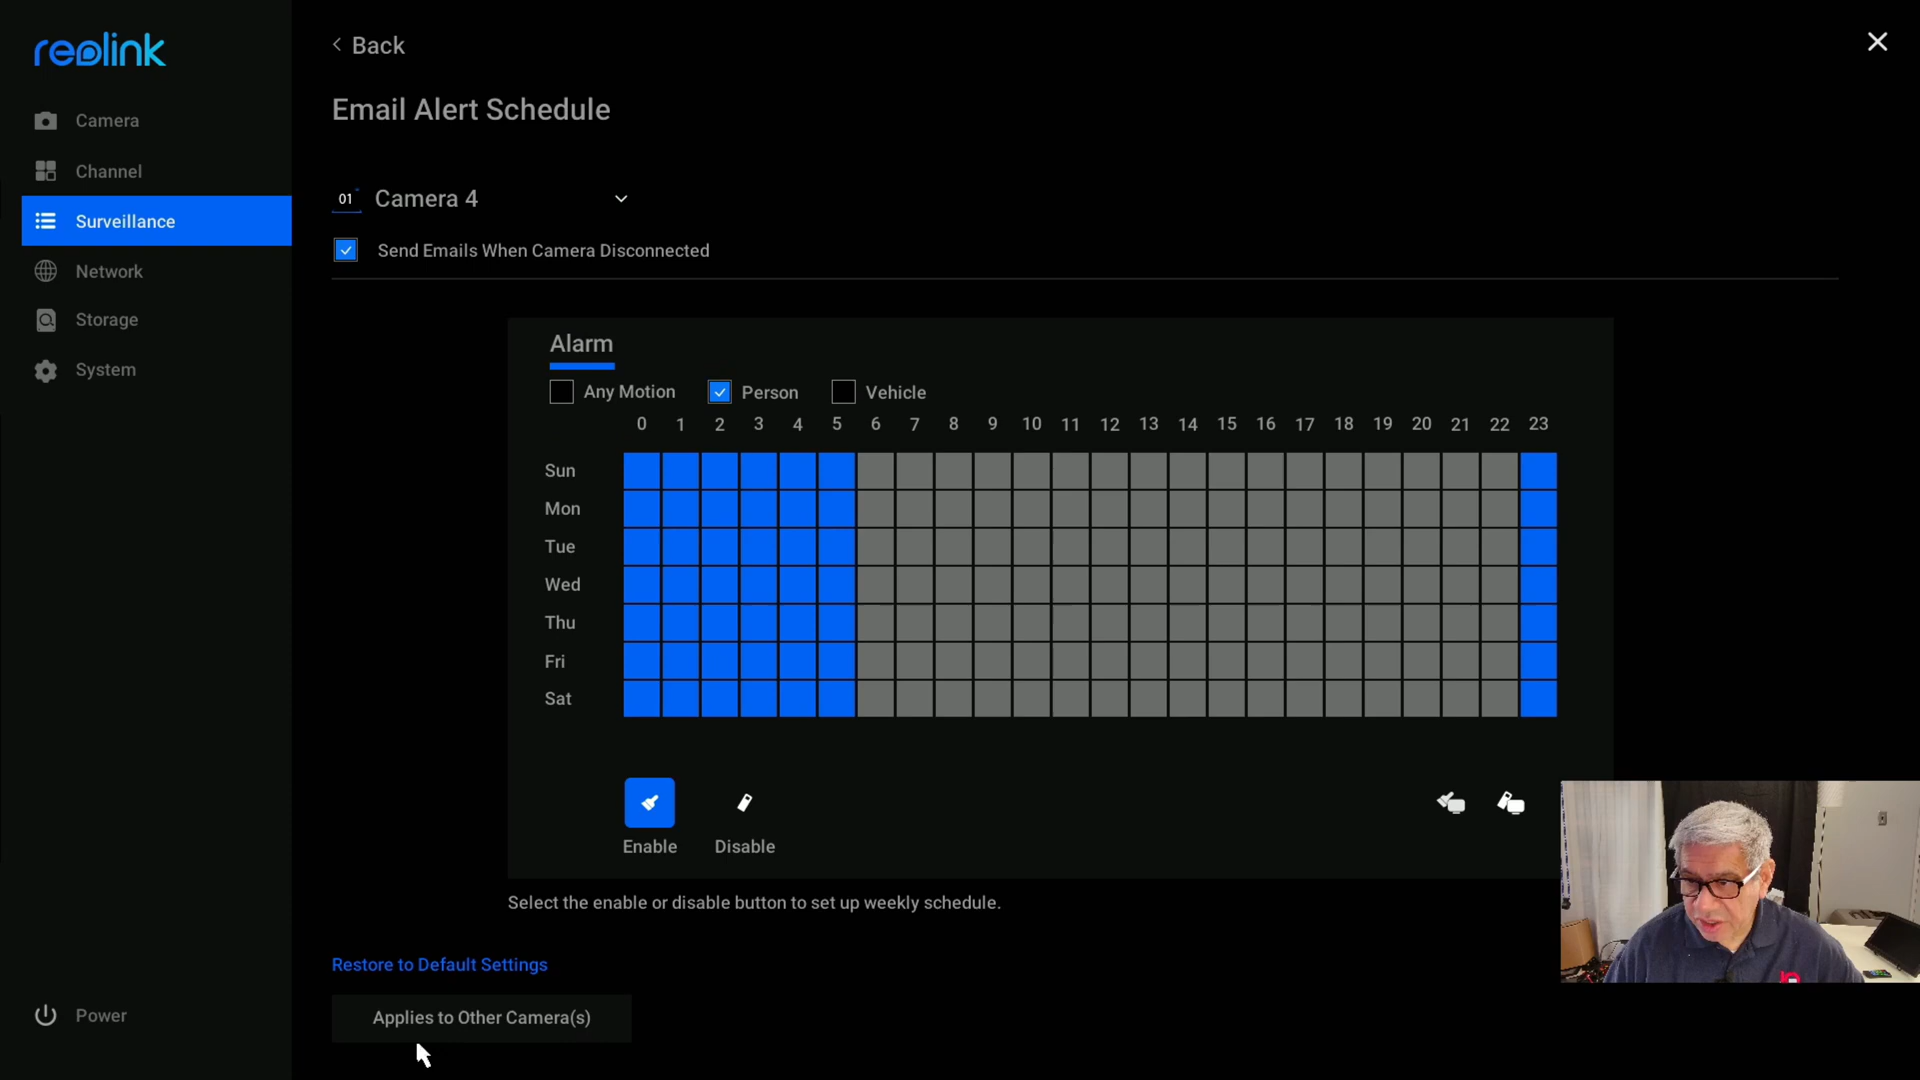 reolink
Camera
Channel
Surveillance
Network
Storage
System
Power
Back
Email Alert Schedule
01 Camera 4
Send Emails When Camera Disconnected
Alarm
Any Motion Person Vehicle
0 1 2 3 4 5 6 7 8 9 10 11 12 13 14 15 16 17 18 19 20 21 22 23
Sun
Mon
Tue
Wed
Thu
Fri
Sat
Enable Disable
Select the enable or disable button to set up weekly schedule.
Restore to Default Settings
Applies to Other Camera(s)